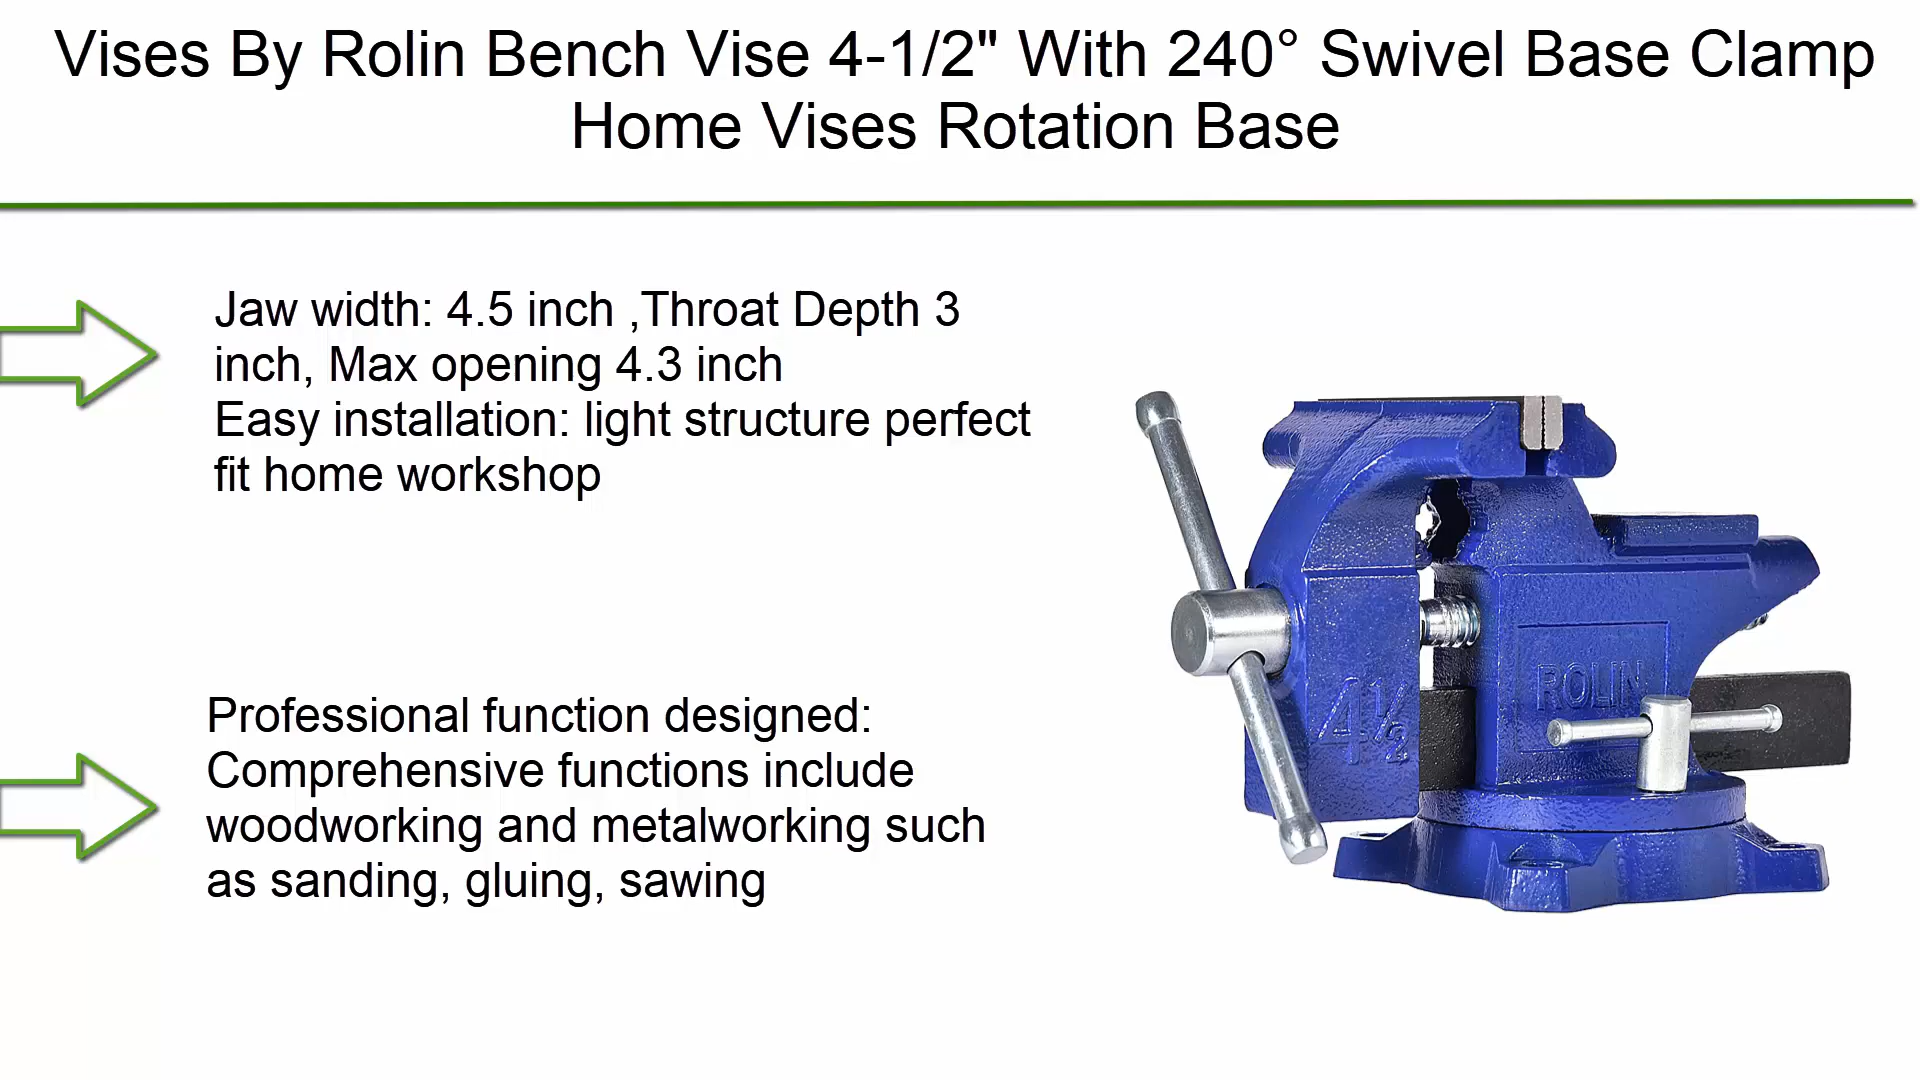 Vises By Rolin Bench Vise 4-1/2" With 240° Swivel Base Clamp
Home Vises Rotation Base
Jaw width: 4.5 inch ,Throat Depth 3
inch, Max opening 4.3 inch
Easy installation: light structure perfect
fit home workshop
Professional function designed:
Comprehensive functions include
woodworking and metalworking such
as sanding, gluing, sawing
ROLIN
4½